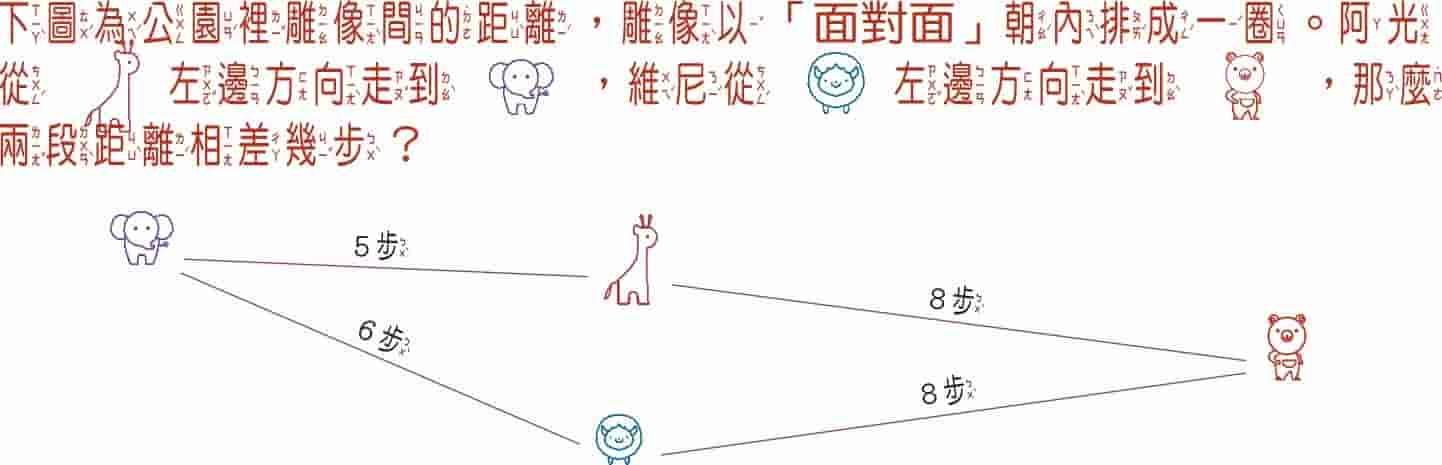 下圖為公園裡雕像間的距離，雕像以「面對面」朝內排成一圈。阿光
從 左邊方向走到 ，維尼從 左邊方向走到 ，那麼
兩段距離相差幾步？
5步
8步
6步
8步